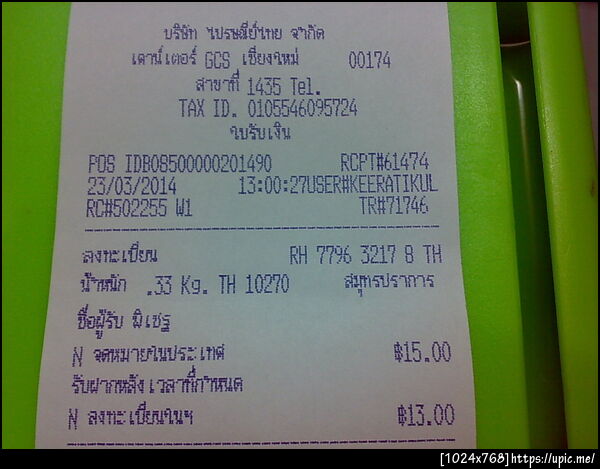 บริษัท ไปรษณีย์ไทย จำกัด
เคาน์เตอร์ GCS เชียงใหม่ 00174
สาขาที่ 1435 Tel.
TAX ID. 0105546095724
ใบรับเงิน
POS IDB08500000201490 RCPT#61474
23/03/2014 13:00:27USER#KEERATIKUL
RC#502255 W1 TR#71746
ลงทะเบียน RH 7796 3217 8 TH
น้ำหนัก .33 Kg. TH 10270 สมุทรปราการ
ชื่อผู้รับ พิเชฐ
N จดหมายในประเทศ ฿15.00
รับฝากหลังเวลาที่กำหนด
N ลงทะเบียนในฯ ฿13.00
[1024x768]https://upic.me/